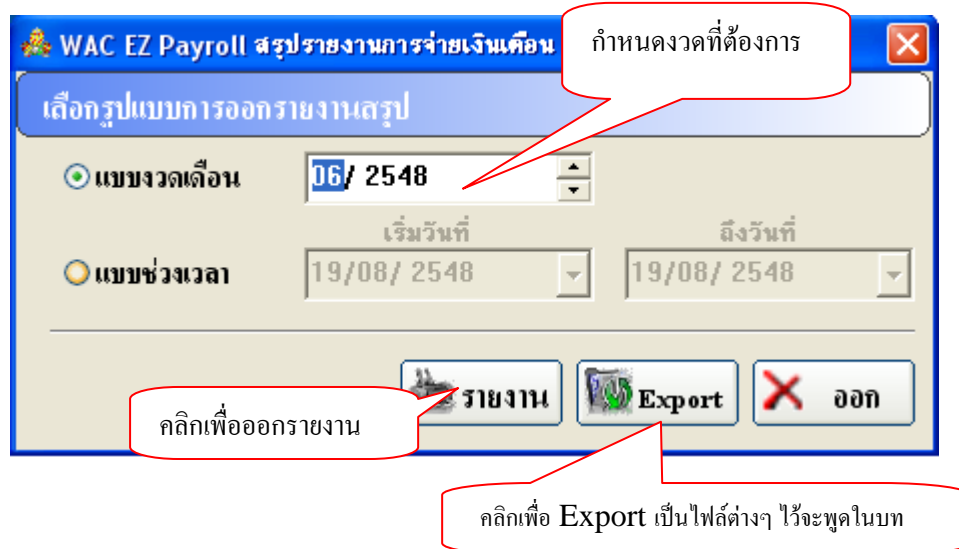 WAC EZ Payroll สรุปรายงานการจ่ายเงินเดือน
กำหนดงวดที่ต้องการ
เลือกรูปแบบการออกรายงานสรุป
แบบงวดเดือน
06/ 2548
เริ่มวันที่
ถึงวันที่
แบบช่วงเวลา
19/08/ 2548
19/08/ 2548
รายงาน
Export
ออก
คลิกเพื่อออกรายงาน
คลิกเพื่อ Export เป็นไฟล์ต่างๆ ไว้จะพูดในบท